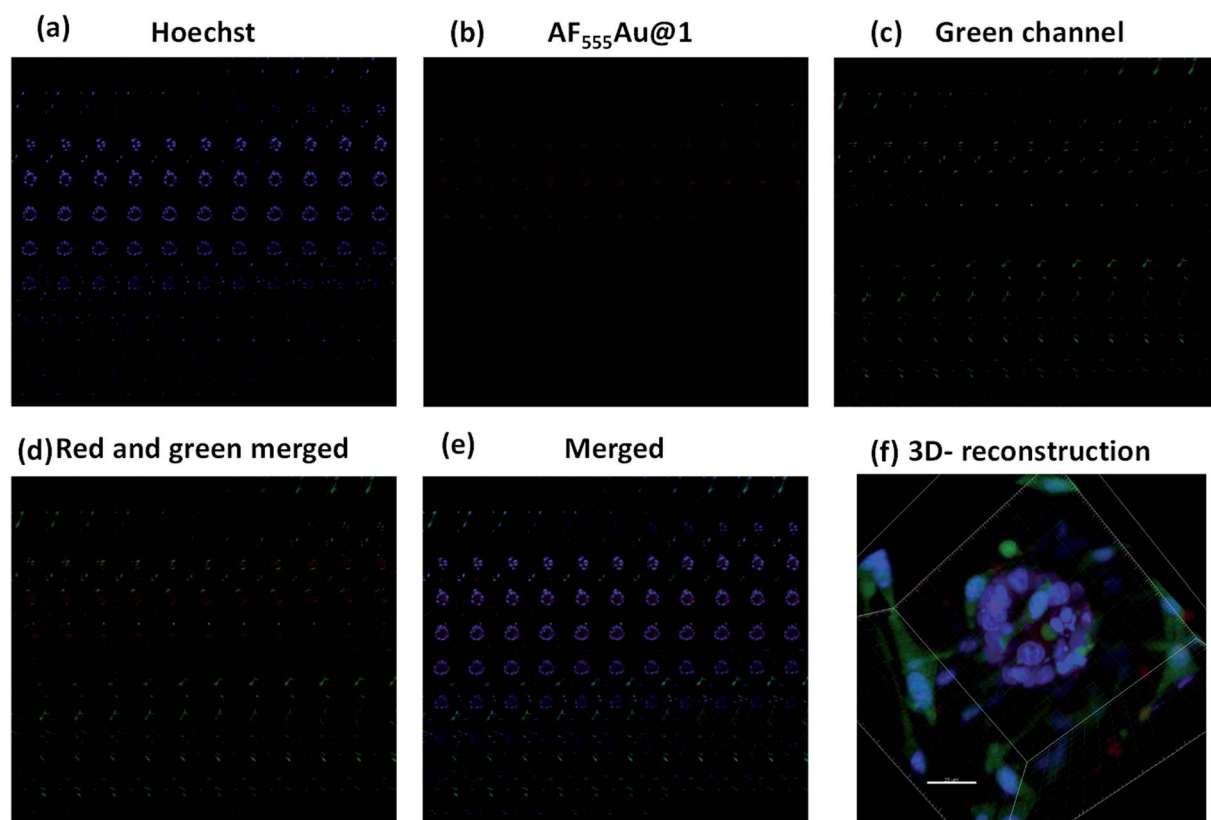 (a) Hoechst
(b) AF555Au@1
(c) Green channel
(d) Red and green merged
(e) Merged
(f) 3D- reconstruction